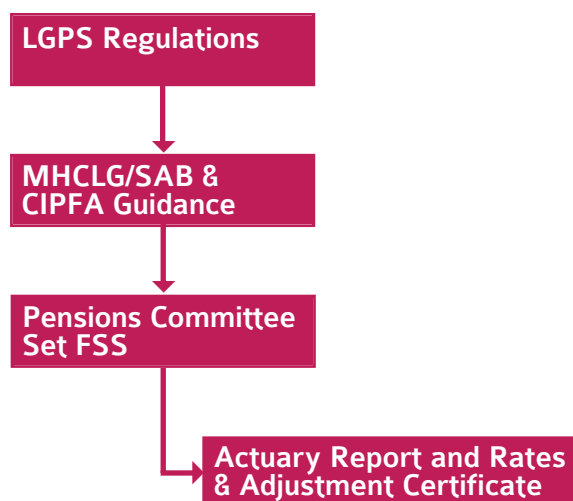 LGPS Regulations
MHCLG/SAB &
CIPFA Guidance
Pensions Committee
Set FSS
Actuary Report and Rates
& Adjustment Certificate